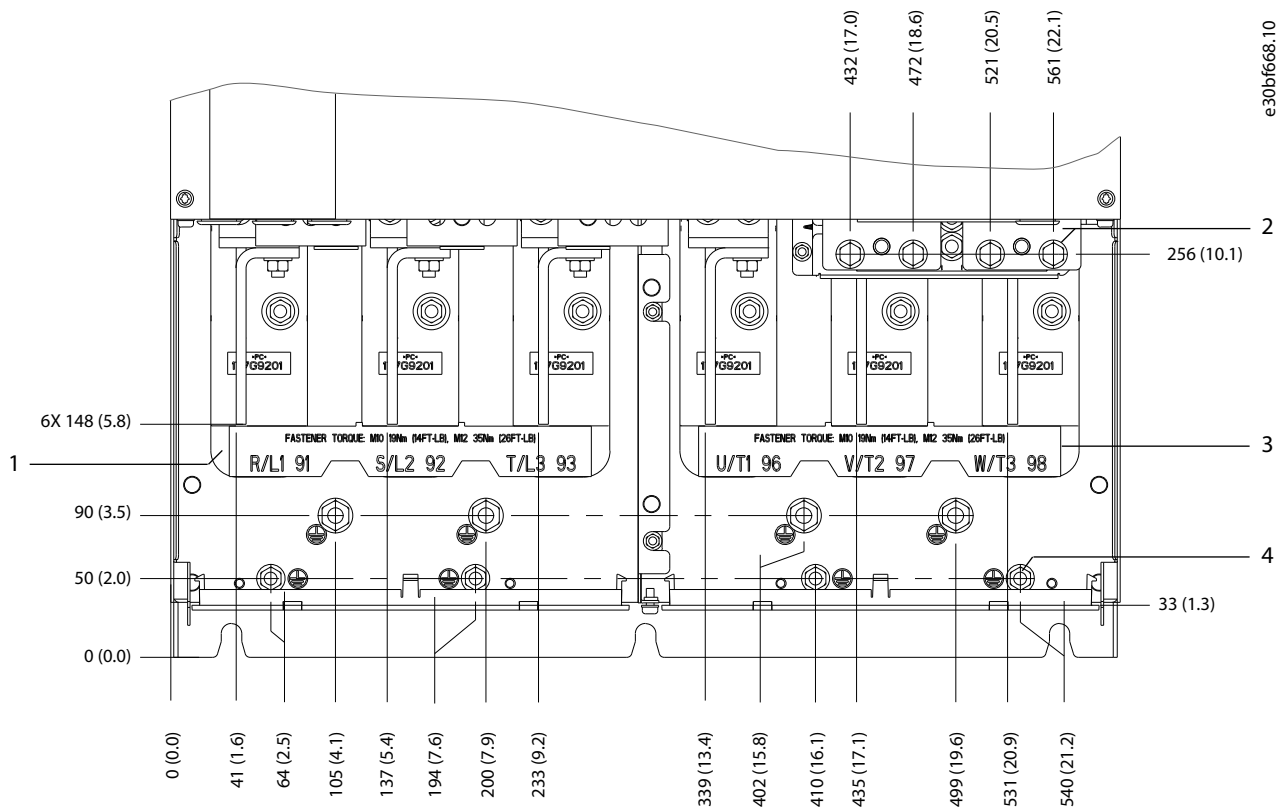 432 (17.0)
472 (18.6)
521 (20.5)
561 (22.1)
e30bf668.10
2
256 (10.1)
-PC-
-PC-
-PC-
-PC-
-PC-
-PC-
6X 148 (5.8)
FASTENER TORQUE: M10 19Nm (14FT-LB), M12 35Nm (26FT-LB)
FASTENER TORQUE: M10 19Nm (14FT-LB), M12 35Nm (26FT-LB)
1
R/L1 91
S/L2 92
T/L3 93
U/T1 96
V/T2 97
W/T3 98
3
90 (3.5)
50 (2.0)
4
33 (1.3)
0 (0.0)
0 (0.0)
41 (1.6)
64 (2.5)
105 (4.1)
137 (5.4)
194 (7.6)
200 (7.9)
233 (9.2)
339 (13.4)
402 (15.8)
410 (16.1)
435 (17.1)
499 (19.6)
531 (20.9)
540 (21.2)